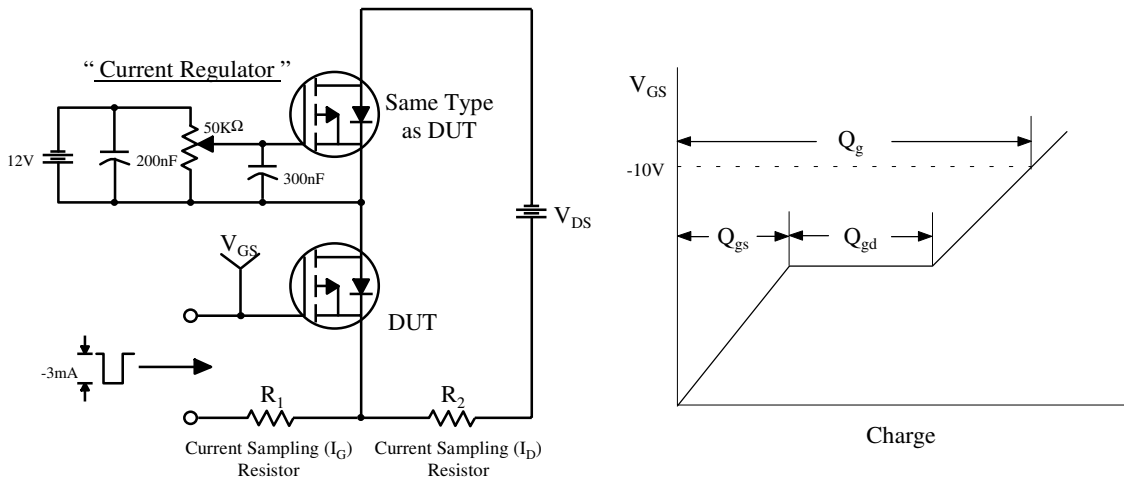 “ Current Regulator ”
Same Type
as DUT
50KΩ
12V
200nF
300nF
V_DS
V_GS
DUT
-3mA
R_1
R_2
Current Sampling (I_G)
Resistor
Current Sampling (I_D)
Resistor
V_GS
Q_g
-10V
Q_gs
Q_gd
Charge